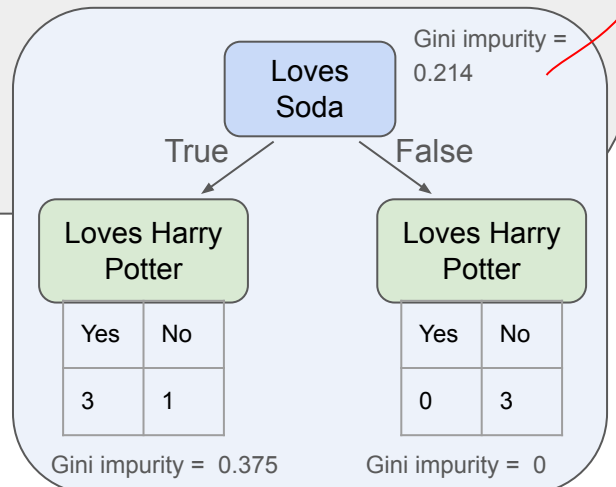 Gini impurity =
0.214
Loves
Soda
True
False
Loves Harry
Potter
Yes No
3 1
Gini impurity = 0.375
Loves Harry
Potter
Yes No
0 3
Gini impurity = 0